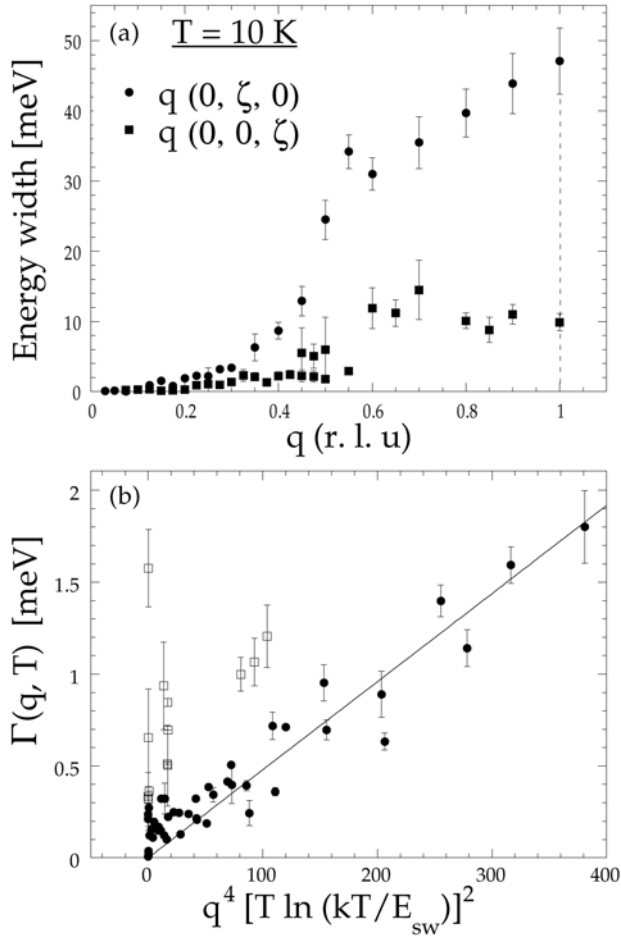 (a) T = 10 K
● q (0, ζ, 0)
■ q (0, 0, ζ)
Energy width [meV]
50
40
30
20
10
0
0 0.2 0.4 0.6 0.8 1
q (r. l. u)
(b)
Γ(q, T) [meV]
2
1.5
1
0.5
0
0 100 200 300 400
q⁴ [T ln (kT/E_sw)]²